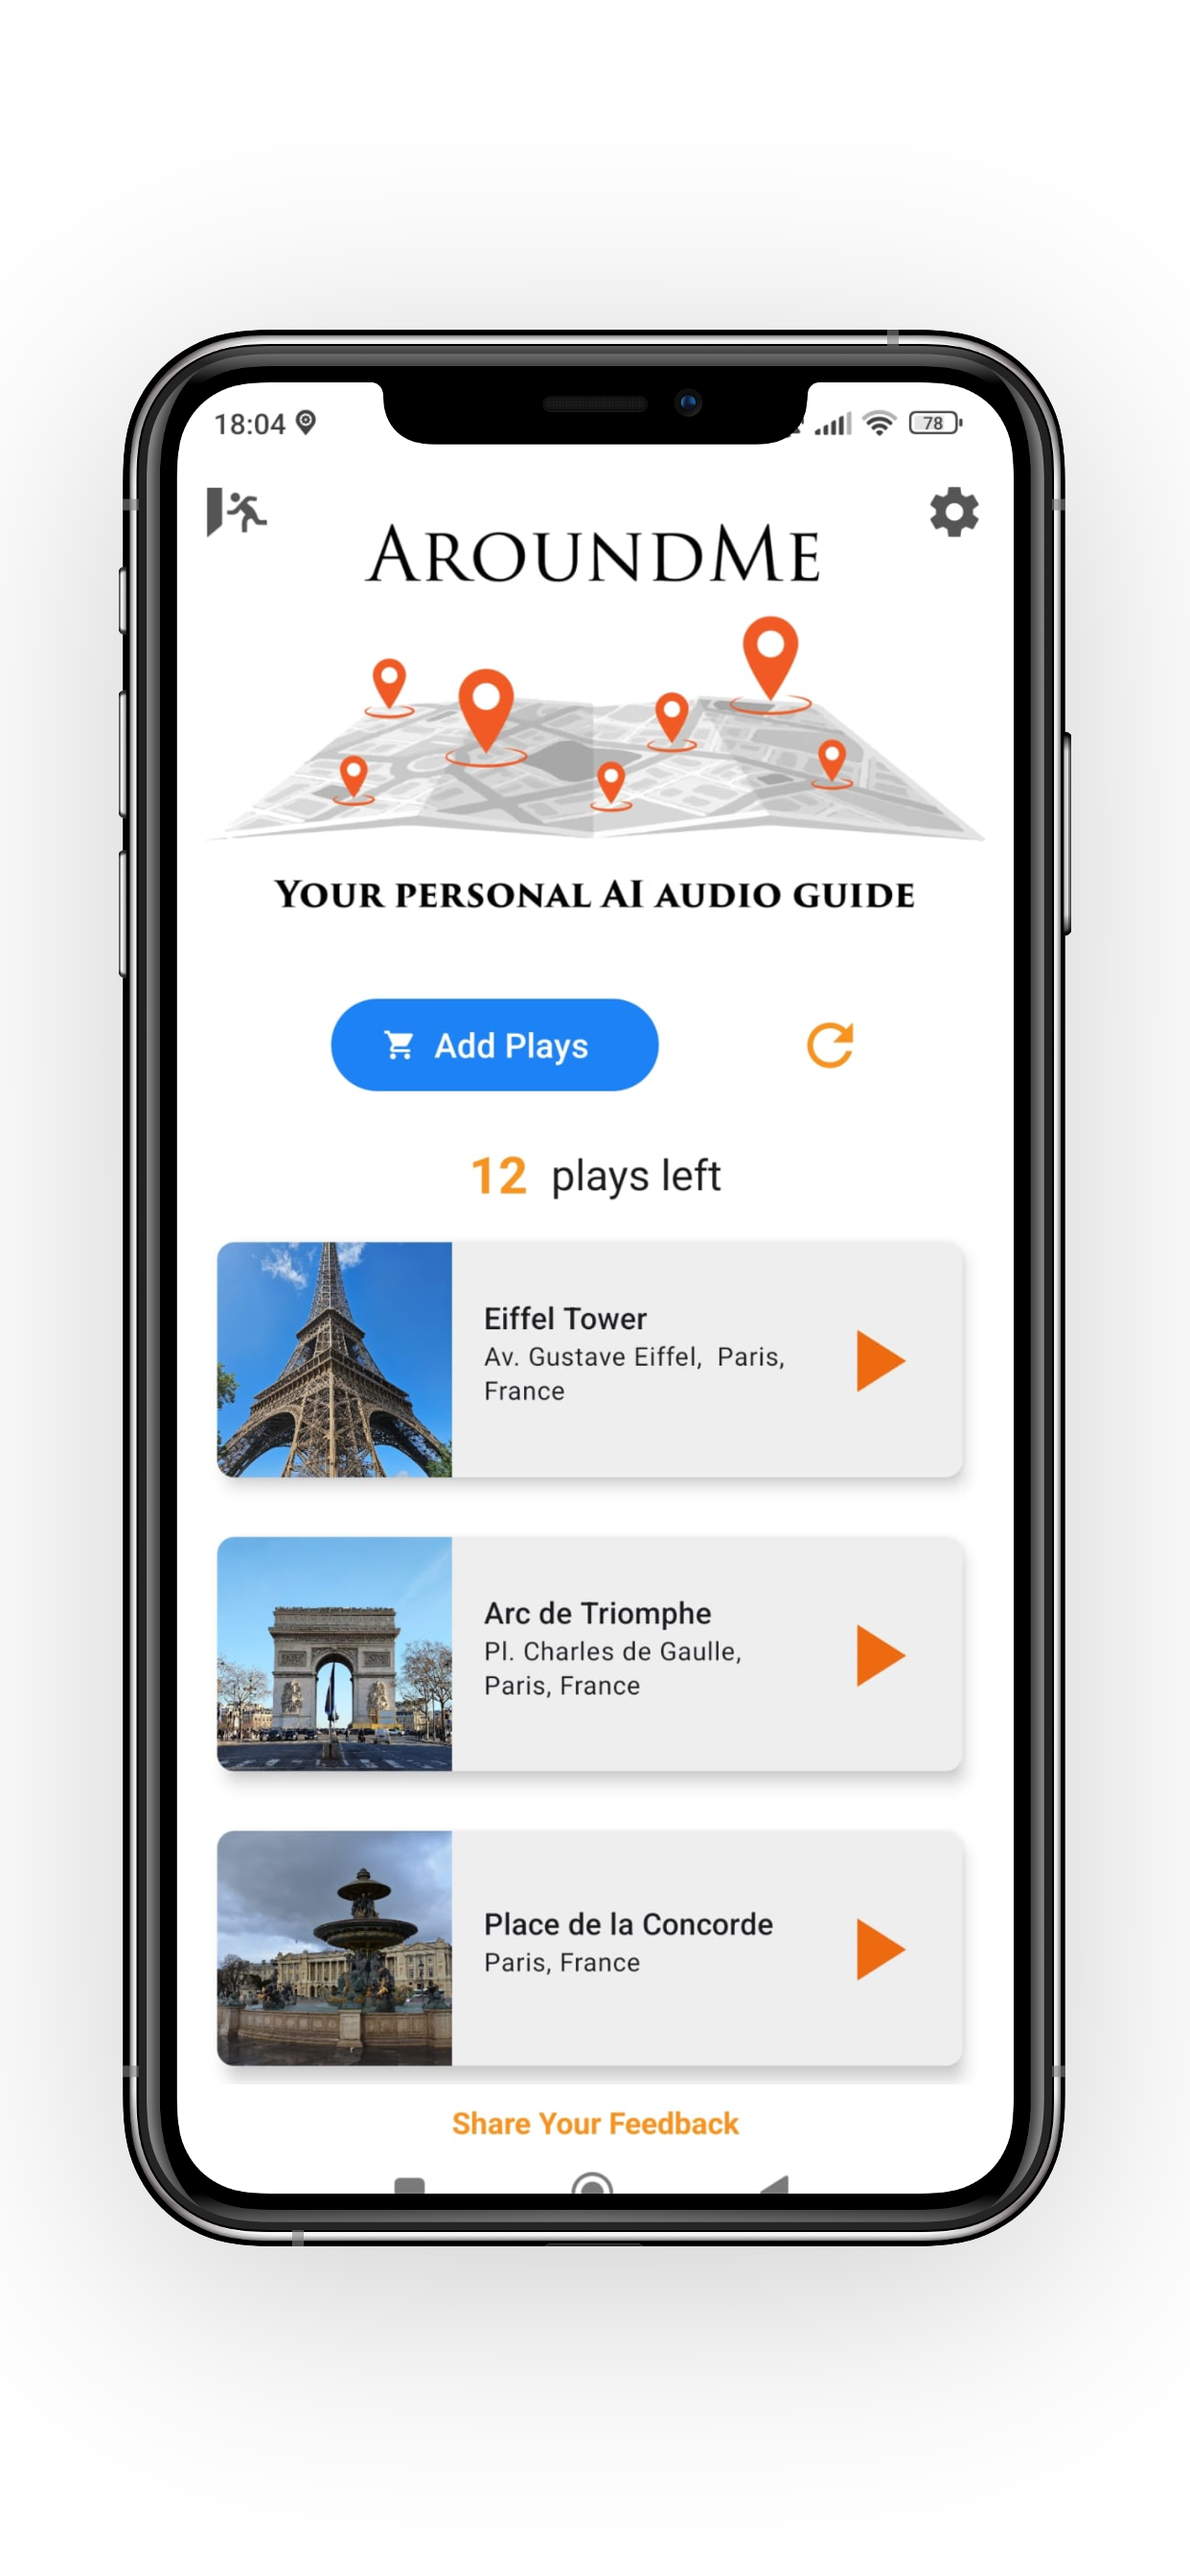 18:04
78
AROUNDME
YOUR PERSONAL AI AUDIO GUIDE
Add Plays
12 plays left
Eiffel Tower
Av. Gustave Eiffel, Paris,
France
Arc de Triomphe
Pl. Charles de Gaulle,
Paris, France
Place de la Concorde
Paris, France
Share Your Feedback